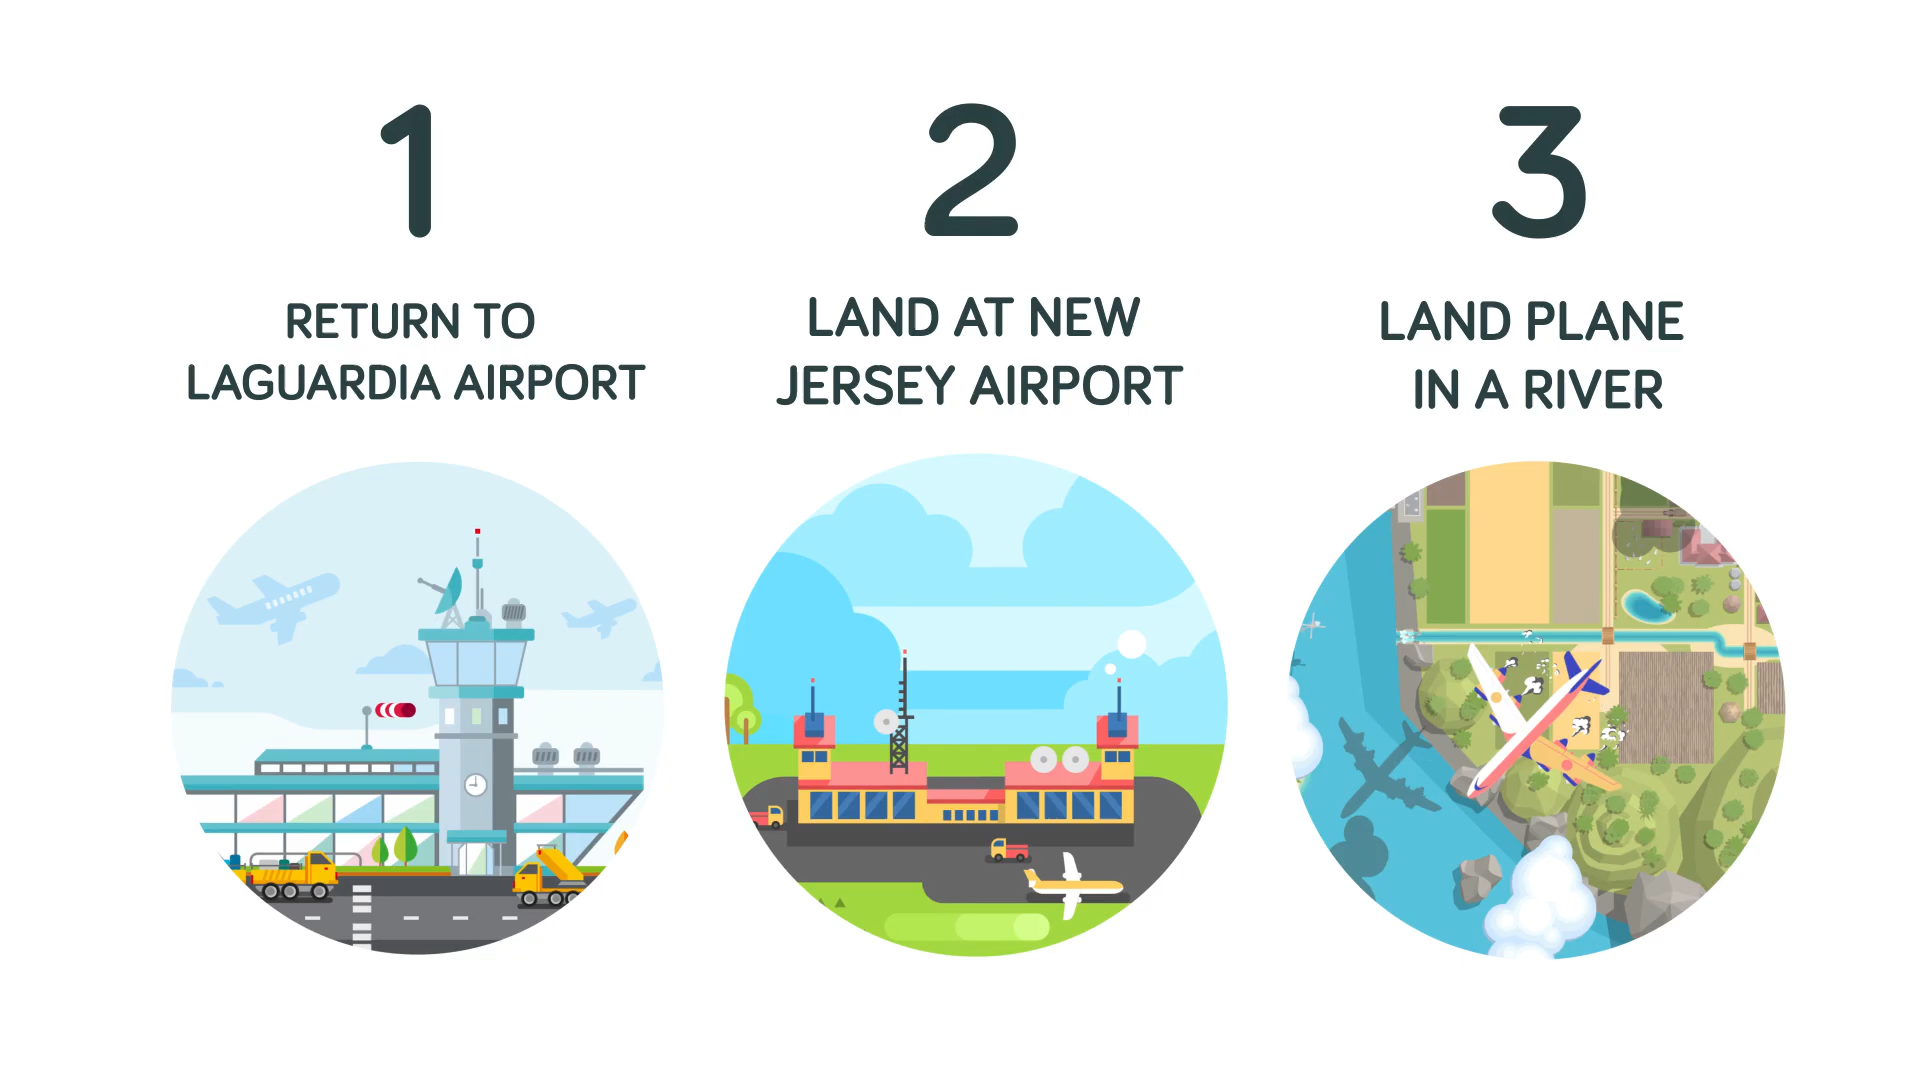 1
RETURN TO
LAGUARDIA AIRPORT
2
LAND AT NEW
JERSEY AIRPORT
3
LAND PLANE
IN A RIVER